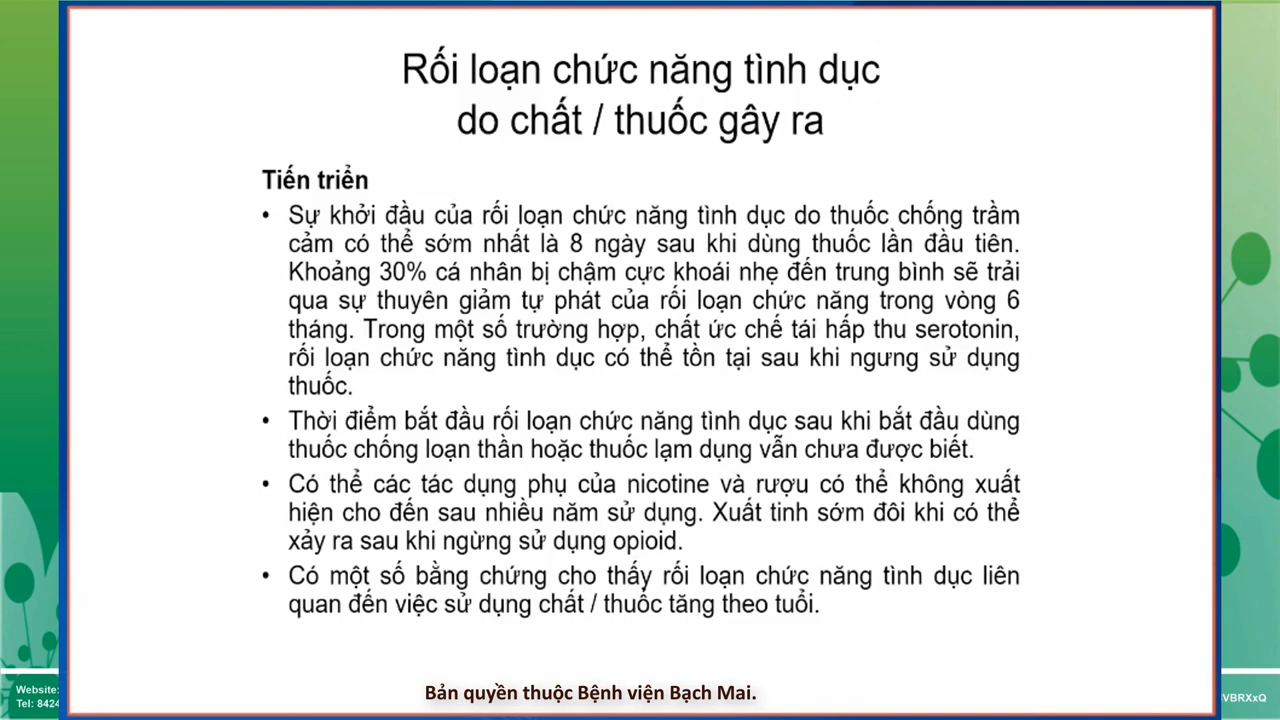 Rối loạn chức năng tình dục
do chất / thuốc gây ra
Tiến triển
• Sự khởi đầu của rối loạn chức năng tình dục do thuốc chống trầm
cảm có thể sớm nhất là 8 ngày sau khi dùng thuốc lần đầu tiên.
Khoảng 30% cá nhân bị chậm cực khoái nhẹ đến trung bình sẽ trải
qua sự thuyên giảm tự phát của rối loạn chức năng trong vòng 6
tháng. Trong một số trường hợp, chất ức chế tái hấp thu serotonin,
rối loạn chức năng tình dục có thể tồn tại sau khi ngưng sử dụng
thuốc.
• Thời điểm bắt đầu rối loạn chức năng tình dục sau khi bắt đầu dùng
thuốc chống loạn thần hoặc thuốc lạm dụng vẫn chưa được biết.
• Có thể các tác dụng phụ của nicotine và rượu có thể không xuất
hiện cho đến sau nhiều năm sử dụng. Xuất tinh sớm đôi khi có thể
xảy ra sau khi ngừng sử dụng opioid.
• Có một số bằng chứng cho thấy rối loạn chức năng tình dục liên
quan đến việc sử dụng chất / thuốc tăng theo tuổi.
Website:
Tel: 8424
Bản quyền thuộc Bệnh viện Bạch Mai.
VBRXxQ